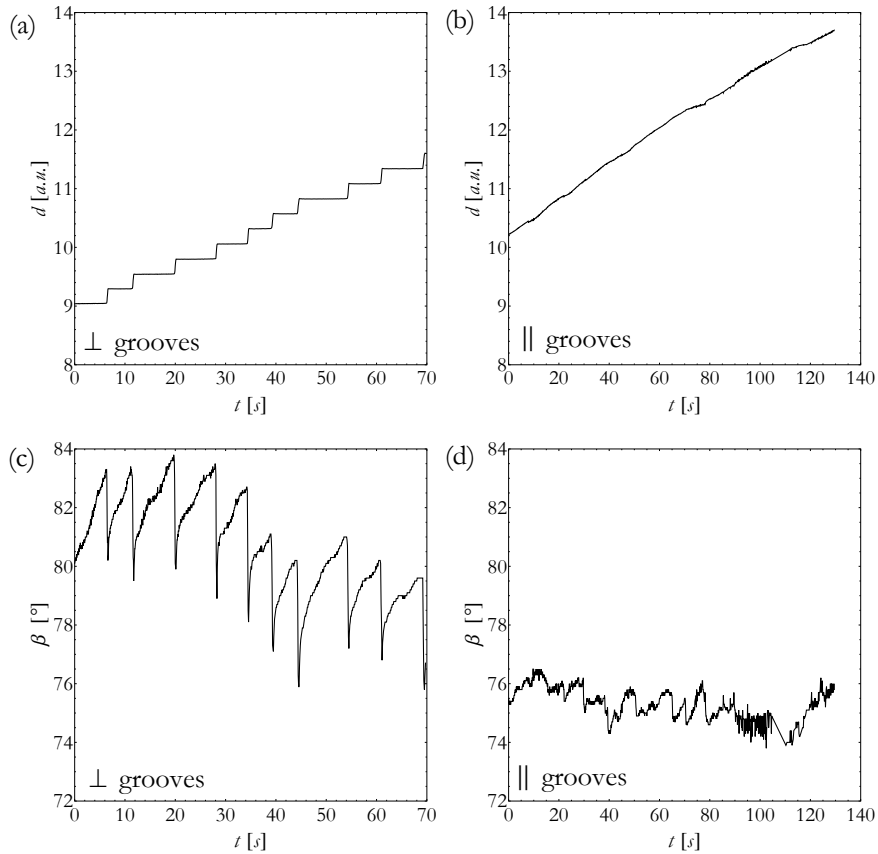 (a)
14
13
12
11
10
9
8
d [a.u.]
⊥ grooves
0 10 20 30 40 50 60 70
t [s]
(b)
14
13
12
11
10
9
8
d [a.u.]
|| grooves
0 20 40 60 80 100 120 140
t [s]
(c)
84
82
80
78
76
74
72
β [°]
⊥ grooves
0 10 20 30 40 50 60 70
t [s]
(d)
84
82
80
78
76
74
72
β [°]
|| grooves
0 20 40 60 80 100 120 140
t [s]